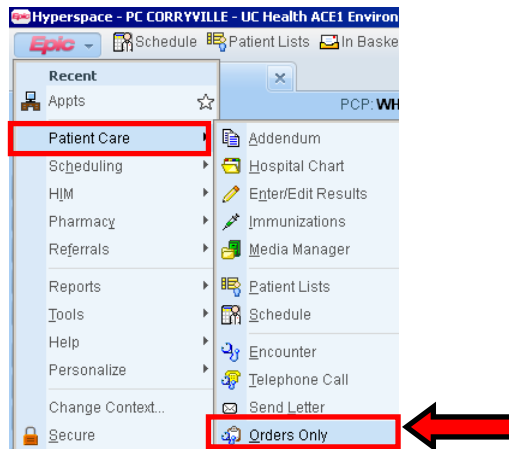 Hyperspace - PC CORRYVILLE - UC Health ACE1 Environ
Epic Schedule Patient Lists In Baske
Recent
Appts
PCP: WH
Patient Care
Scheduling
HIM
Pharmacy
Referrals
Reports
Tools
Help
Personalize
Change Context...
Secure
Addendum
Hospital Chart
Enter/Edit Results
Immunizations
Media Manager
Patient Lists
Schedule
Encounter
Telephone Call
Send Letter
Orders Only